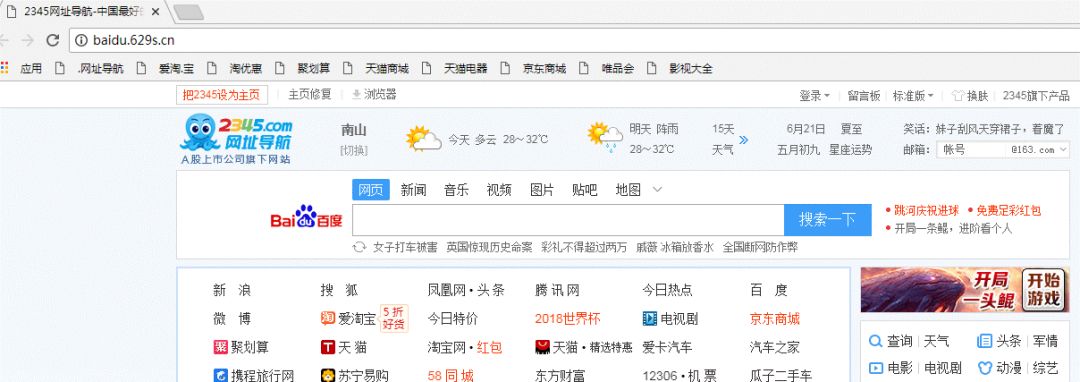 2345网址导航-中国最好的
baidu.629s.cn
应用 .网址导航 爱淘.宝 淘优惠 聚划算 天猫商城 天猫电器 京东商城 唯品会 影视大全
把2345设为主页 主页修复 浏览器 登录 留言板 标准版 换肤 2345旗下产品
2345.com
网址导航
A股上市公司旗下网站
南山
[切换]
今天 多云 28~32℃
明天 阵雨
28~32℃
15天
天气
6月21日 夏至
五月初九 星座运势
笑话: 妹子刮风天穿裙子,着魔了
邮箱: 帐号 @163.com
网页 新闻 音乐 视频 图片 贴吧 地图
Bai du 百度
搜索一下
跳河庆祝进球 免费足彩红包
开局一条鲲,进阶看个人
女子打车被害 英国惊现历史命案 彩礼不得超过两万 戚薇 冰箱放香水 全国断网防作弊
新 浪 搜 狐 凤凰网·头条 腾讯网 今日热点 百 度
微 博 爱淘宝 5折好货 今日特价 2018世界杯 电视剧 京东商城
聚划算 天 猫 淘宝网·红包 天猫·精选特惠 爱卡汽车 汽车之家
携程旅行网 苏宁易购 58 同 城 东方财富 12306·机票 瓜子二手车
开局
一头鲲
开始
游戏
查询 天气 头条 军情
电影 电视剧 动漫 综艺